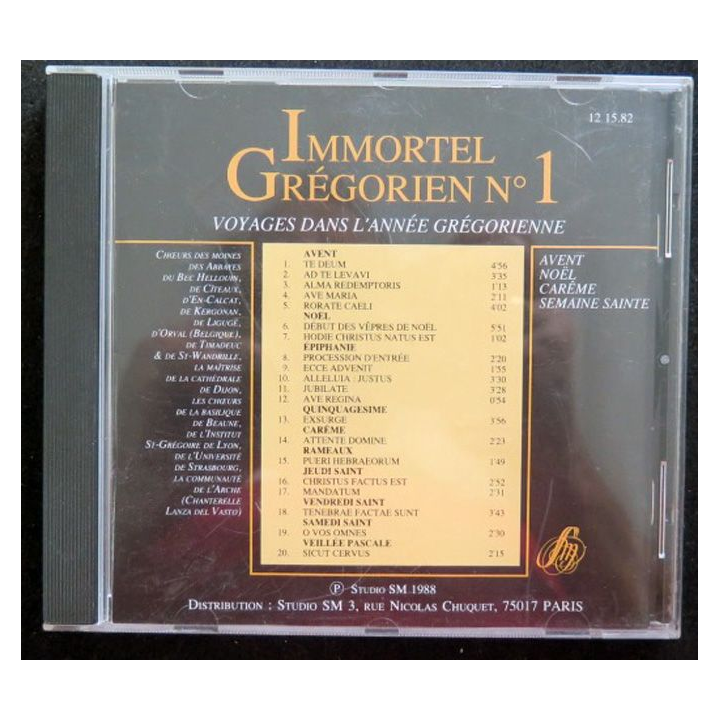 12 15.82
IMMORTEL
GRÉGORIEN N° 1
VOYAGES DANS L'ANNÉE GRÉGORIENNE
CHŒURS DES MOINES
DES ABBAYES
DU BEC HELLOUIN,
DE CÎTEAUX,
D'EN-CALCAT,
DE KERGONAN,
DE LIGUGÉ,
D'ORVAL (BELGIQUE),
DE TIMADEUC
& DE ST-WANDRILLE,
LA MAÎTRISE
DE LA CATHÉDRALE
DE DIJON,
LES CHŒURS
DE LA BASILIQUE
DE BEAUNE,
DE L'INSTITUT
ST-GRÉGOIRE DE LYON,
DE L'UNIVERSITÉ
DE STRASBOURG,
LA COMMUNAUTÉ
DE L'ARCHE
(CHANTERELLE
LANZA DEL VASTO)
AVENT
1. TE DEUM 4'56
2. AD TE LEVAVI 3'35
3. ALMA REDEMPTORIS 1'13
4. AVE MARIA 2'11
5. RORATE CAELI 4'02
NOËL
6. DÉBUT DES VÊPRES DE NOËL 5'51
7. HODIE CHRISTUS NATUS EST 1'02
ÉPIPHANIE
8. PROCESSION D'ENTRÉE 2'20
9. ECCE ADVENIT 1'55
10. ALLELUIA : JUSTUS 3'30
11. JUBILATE 3'28
12. AVE REGINA 0'54
QUINQUAGESIME
13. EXSURGE 3'56
CARÊME
14. ATTENTE DOMINE 2'23
RAMEAUX
15. PUERI HEBRAEORUM 1'49
JEUDI SAINT
16. CHRISTUS FACTUS EST 2'52
17. MANDATUM 2'31
VENDREDI SAINT
18. TENEBRAE FACTAE SUNT 3'43
SAMEDI SAINT
19. O VOS OMNES 2'30
VEILLÉE PASCALE
20. SICUT CERVUS 2'15
AVENT
NOËL
CARÊME
SEMAINE SAINTE
Ⓟ STUDIO SM 1988
DISTRIBUTION : STUDIO SM 3, RUE NICOLAS CHUQUET, 75017 PARIS